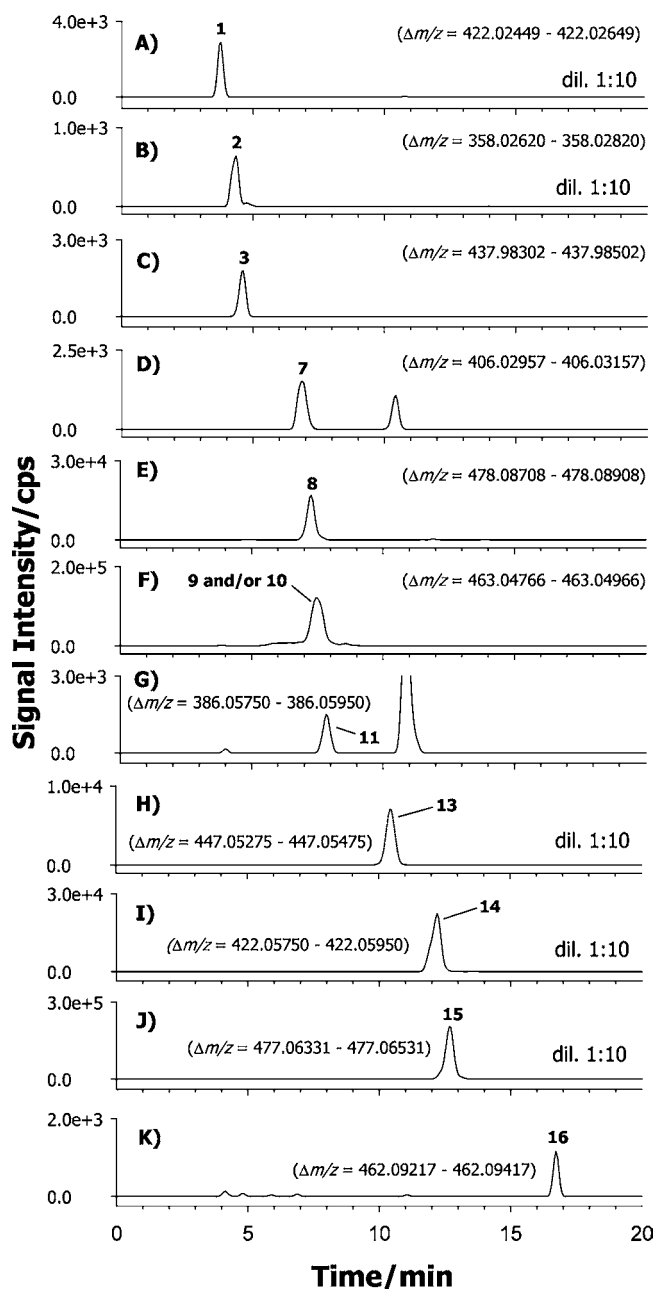 Signal Intensity/cps
4.0e+3
A)
1
(Δm/z = 422.02449 - 422.02649)
dil. 1:10
0.0
1.0e+3
B)
2
(Δm/z = 358.02620 - 358.02820)
dil. 1:10
0.0
3.0e+3
C)
3
(Δm/z = 437.98302 - 437.98502)
0.0
2.5e+3
D)
7
(Δm/z = 406.02957 - 406.03157)
0.0
3.0e+4
E)
8
(Δm/z = 478.08708 - 478.08908)
0.0
2.0e+5
F)
9 and/or 10
(Δm/z = 463.04766 - 463.04966)
0.0
3.0e+3
G)
(Δm/z = 386.05750 - 386.05950)
11
0.0
1.0e+4
H)
13
(Δm/z = 447.05275 - 447.05475)
dil. 1:10
0.0
3.0e+4
I)
14
(Δm/z = 422.05750 - 422.05950)
dil. 1:10
0.0
3.0e+5
J)
15
(Δm/z = 477.06331 - 477.06531)
dil. 1:10
0.0
2.0e+3
K)
16
(Δm/z = 462.09217 - 462.09417)
0.0
0 5 10 15 20
Time/min